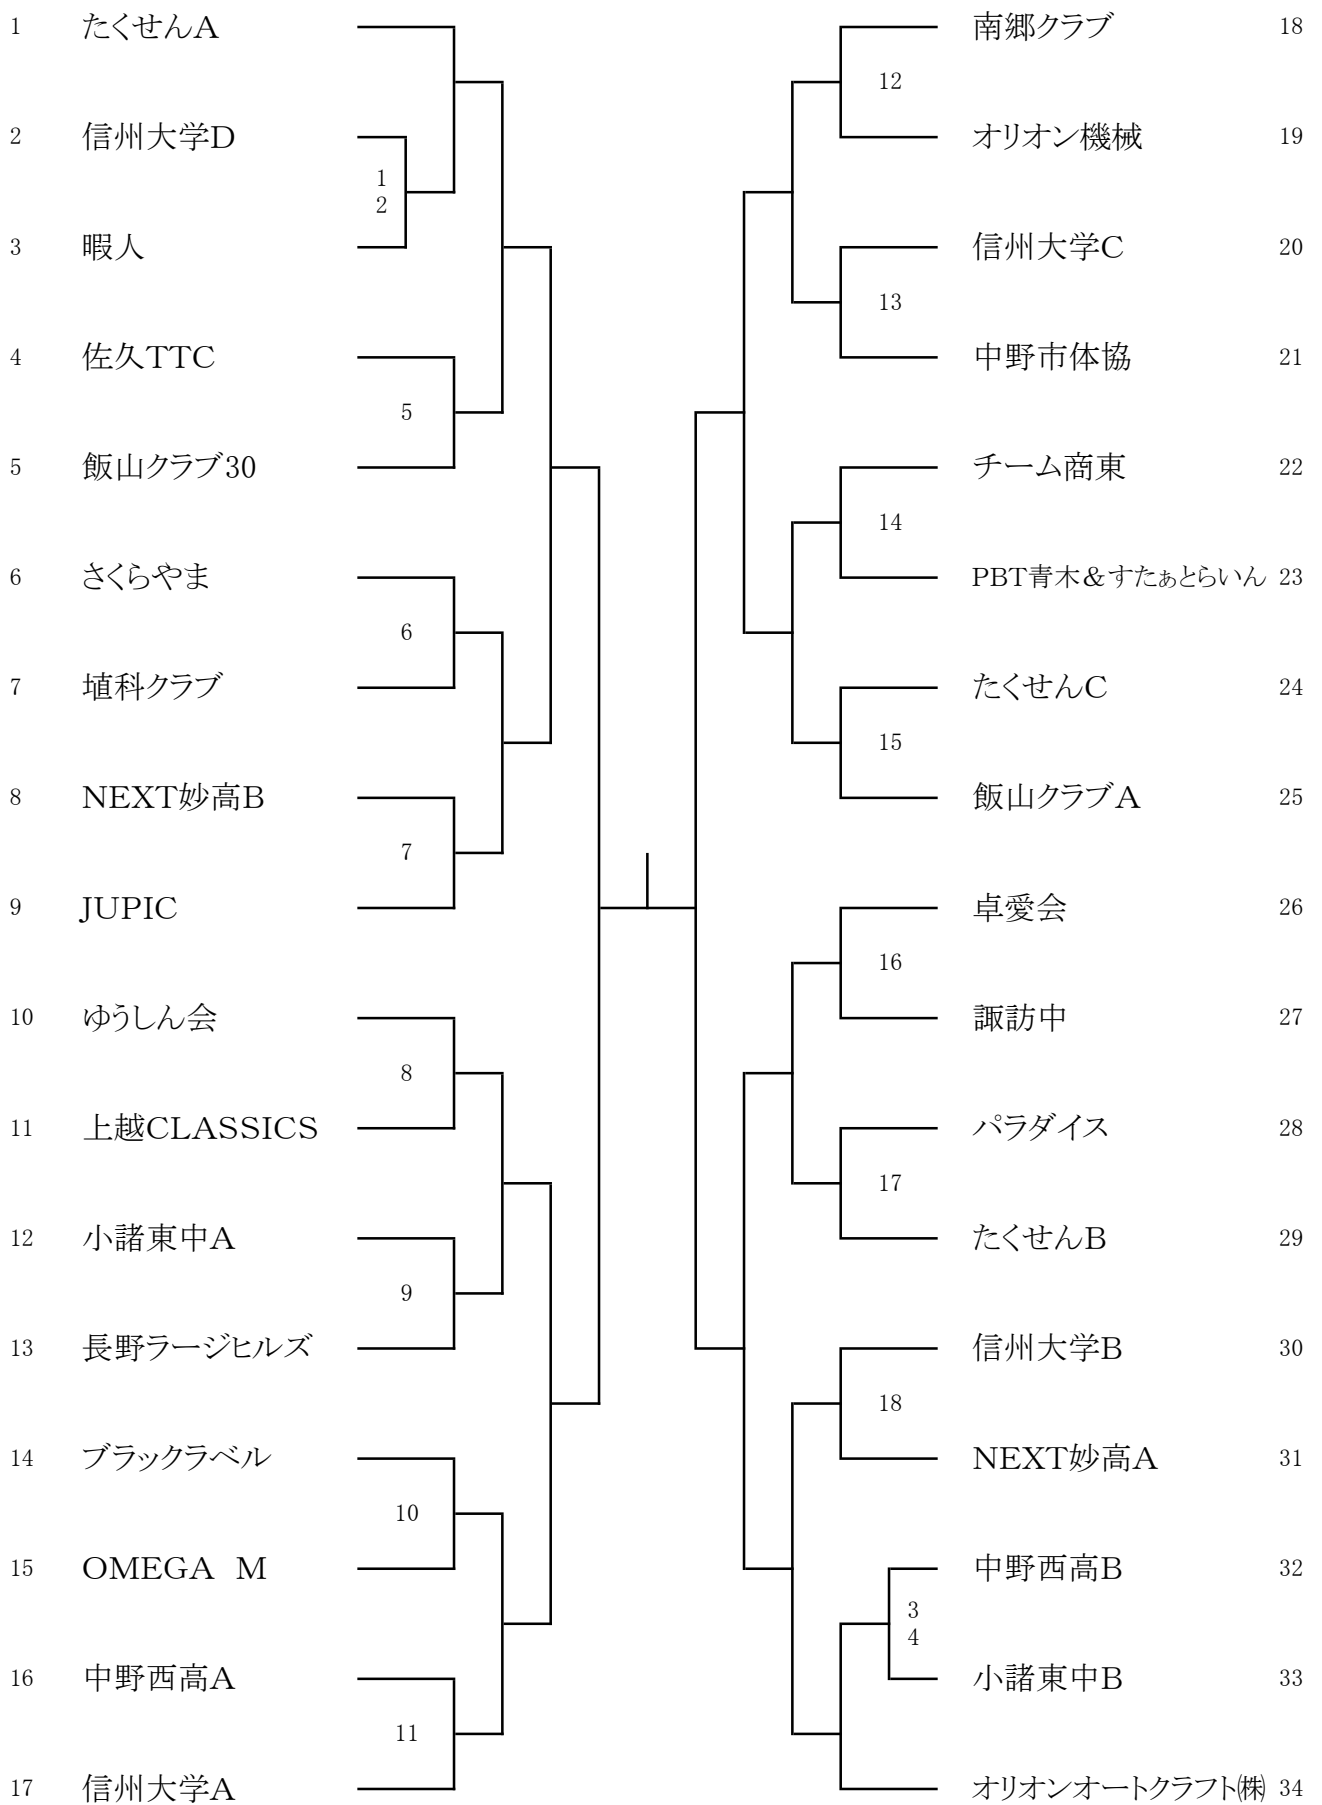 1 たくせんA
2 信州大学D
1
2
3 暇人
4 佐久TTC
5
5 飯山クラブ30
6 さくらやま
6
7 埴科クラブ
8 NEXT妙高B
7
9 JUPIC
10 ゆうしん会
8
11 上越CLASSICS
12 小諸東中A
9
13 長野ラージヒルズ
14 ブラックラベル
10
15 OMEGA　M
16 中野西高A
11
17 信州大学A
南郷クラブ 18
12
オリオン機械 19
信州大学C 20
13
中野市体協 21
チーム商東 22
14
PBT青木&すたぁとらいん 23
たくせんC 24
15
飯山クラブA 25
卓愛会 26
16
諏訪中 27
パラダイス 28
17
たくせんB 29
信州大学B 30
18
NEXT妙高A 31
中野西高B 32
3
4
小諸東中B 33
オリオンオートクラフト㈱ 34